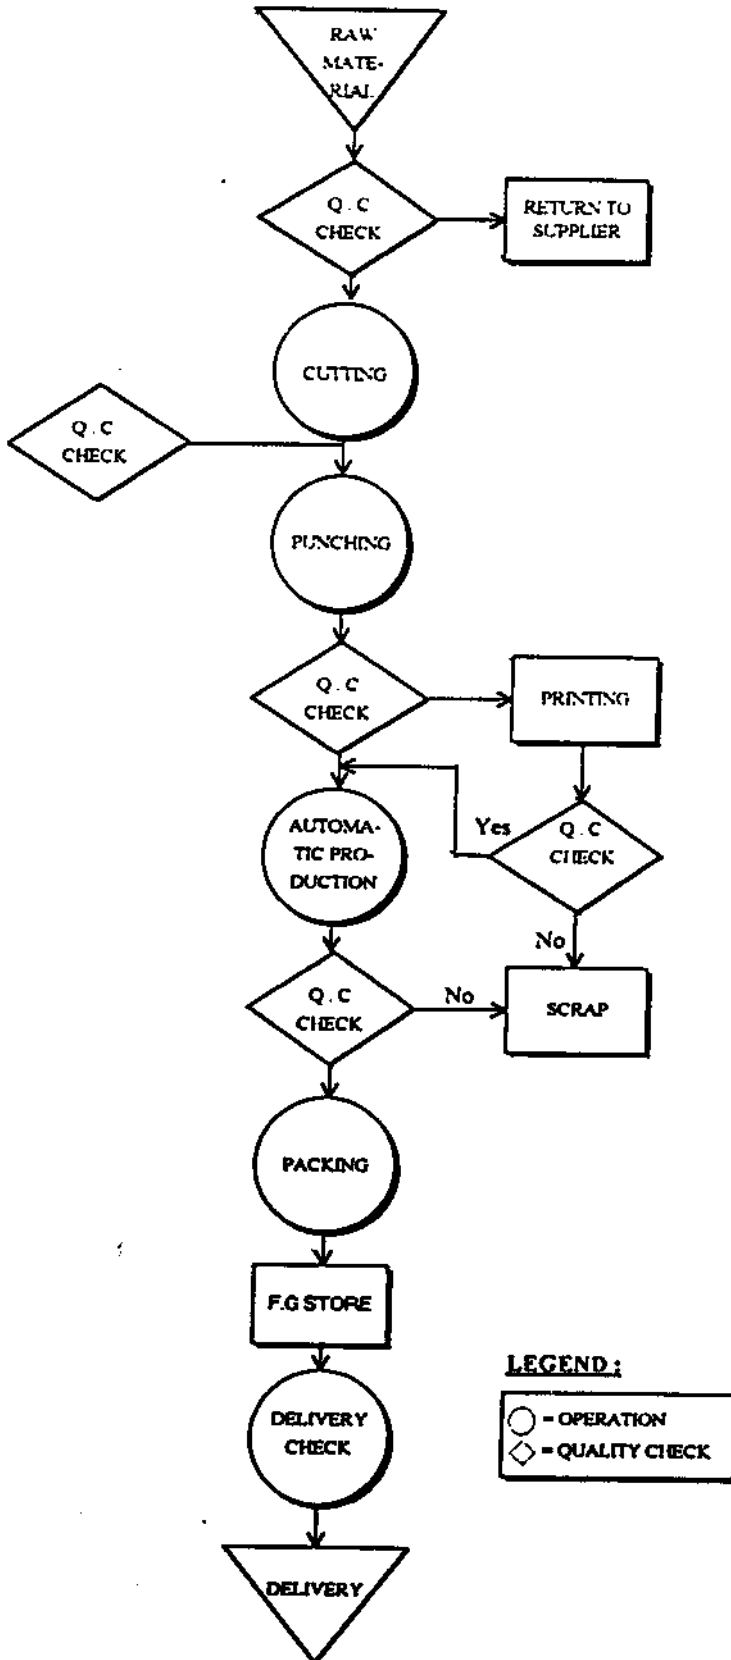 RAW
MATE-
RIAL
Q . C
CHECK
RETURN TO
SUPPLIER
CUTTING
Q . C
CHECK
PUNCHING
Q . C
CHECK
PRINTING
AUTOMA-
TIC PRO-
DUCTION
Yes
Q . C
CHECK
No
Q . C
CHECK
No
SCRAP
PACKING
F.G STORE
LEGEND :
= OPERATION
= QUALITY CHECK
DELIVERY
CHECK
DELIVERY